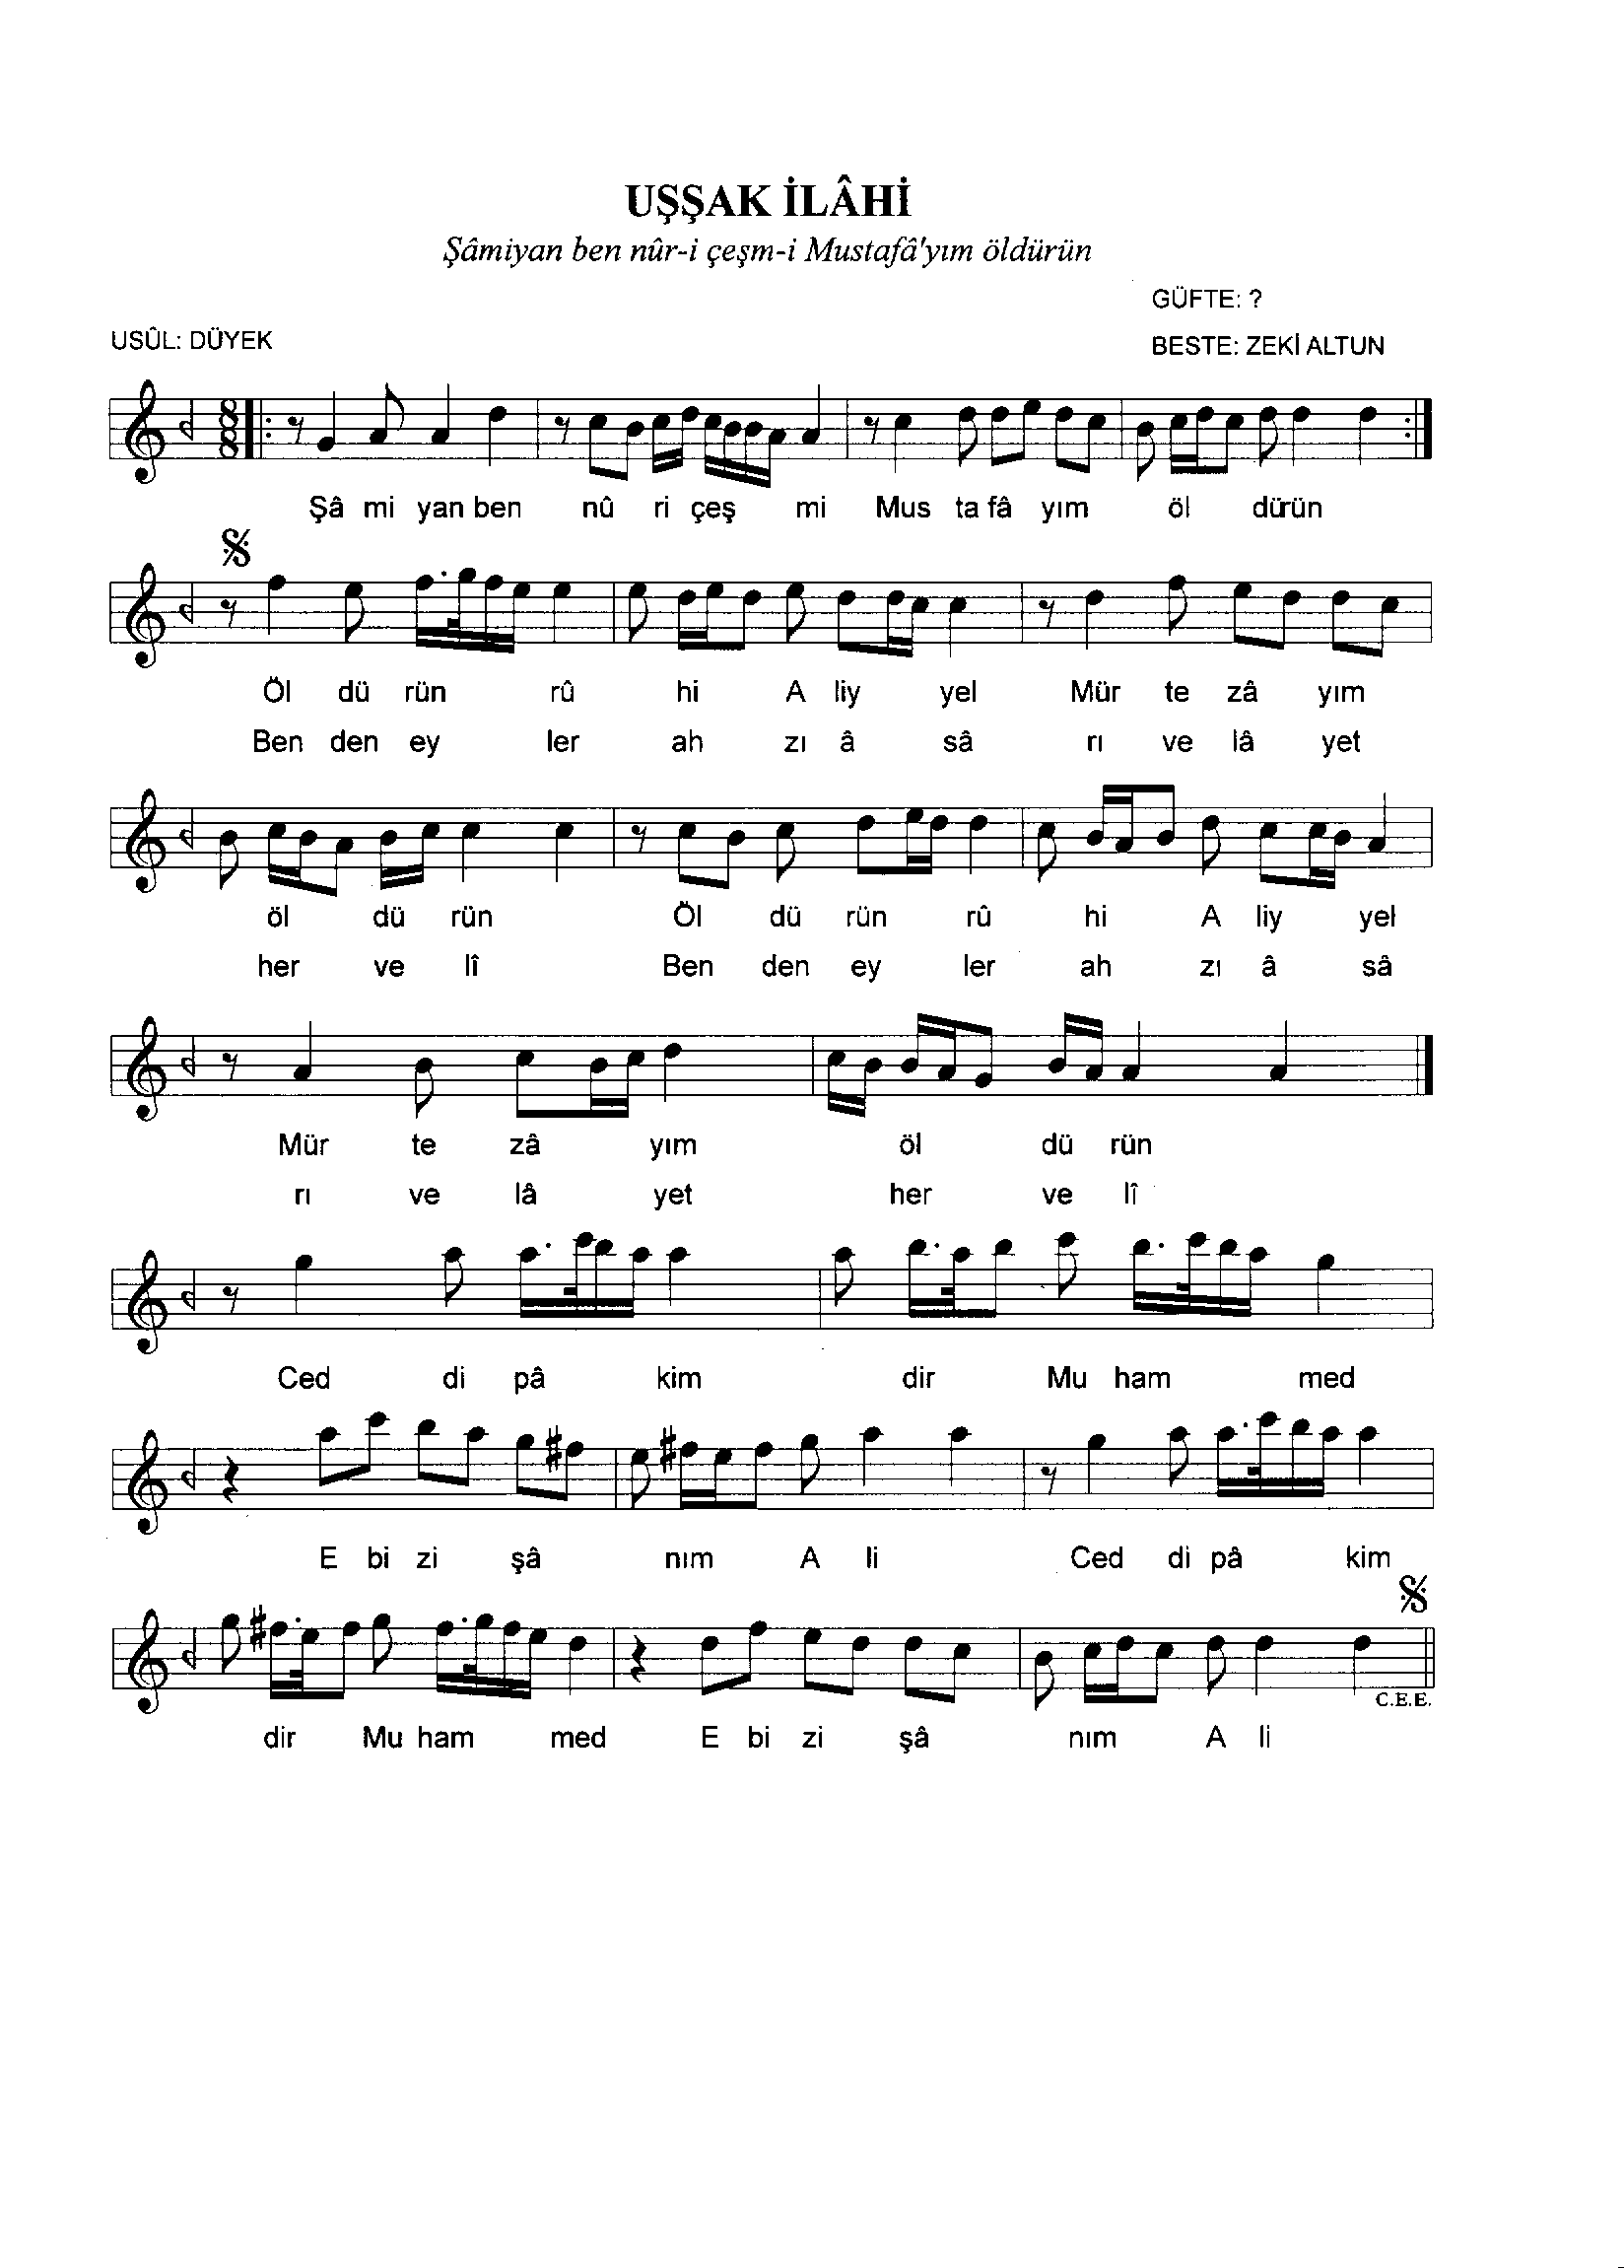 UŞŞAK İLÂHİ
Şâmiyan ben nûr-i çeşm-i Mustafâ'yım öldürün
GÜFTE: ?
USÛL: DÜYEK
BESTE: ZEKİ ALTUN
8
8
Şâ mi yan ben nû ri çeş mi Mus ta fâ yım öl dürün
Öl dü rün rû hi A liy yel Mür te zâ yım
Ben den ey ler ah zı â sâ rı ve lâ yet
öl dü rün Öl dü rün rû hi A liy yel
her ve lî Ben den ey ler ah zı â sâ
Mür te zâ yım öl dü rün
rı ve lâ yet her ve lî
Ced di pâ kim dir Mu ham med
E bi zi şâ nım A li Ced di pâ kim
C.E.E.
dir Mu ham med E bi zi şâ nım A li